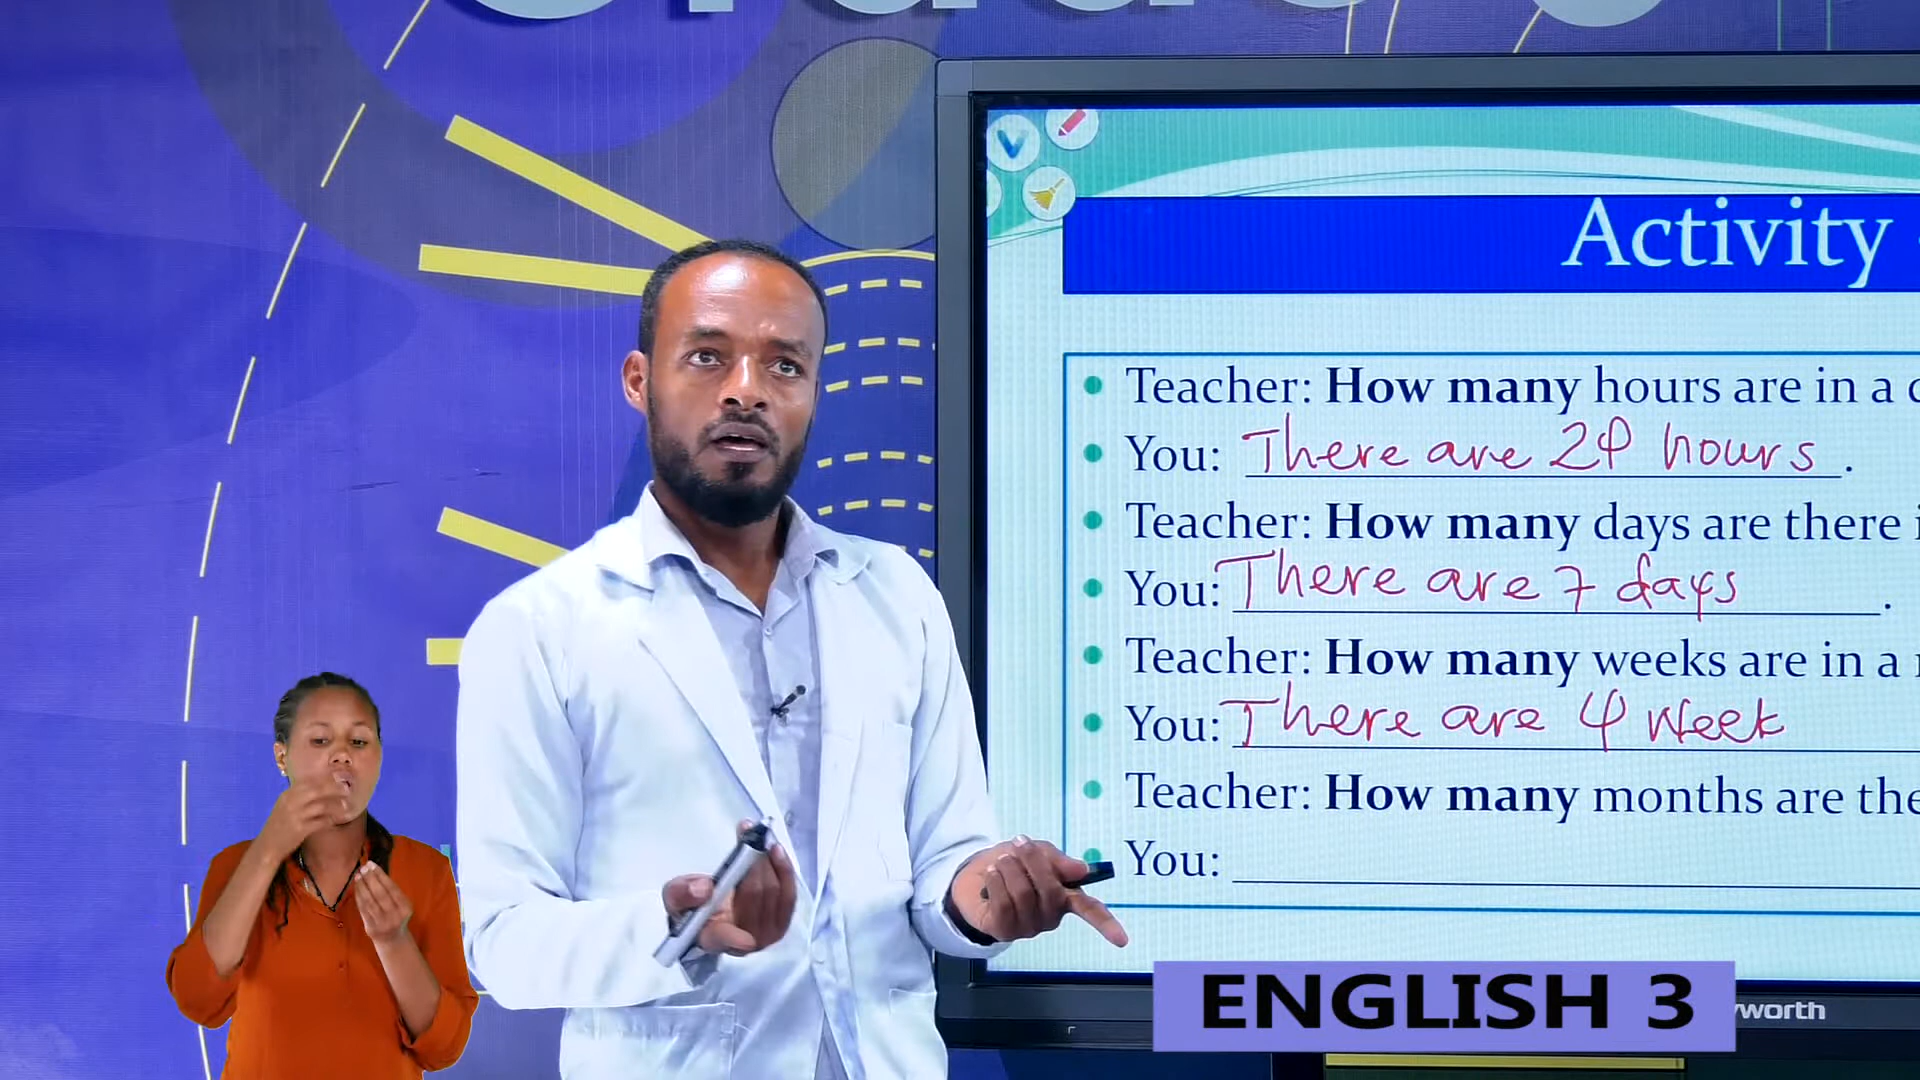 Activity
Teacher: How many hours are in a
You: There are 24 hours.
Teacher: How many days are there
You: There are 7 days.
Teacher: How many weeks are in a
You: There are 4 week
Teacher: How many months are the
You:
ENGLISH 3
worth